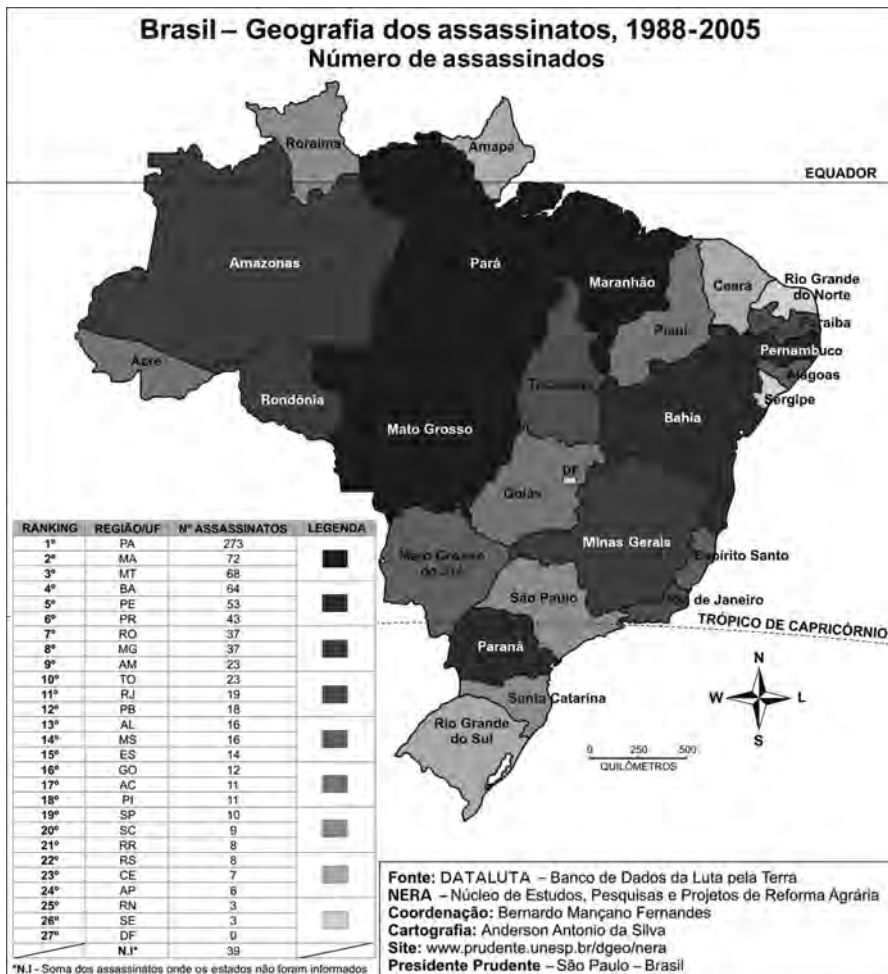 Brasil – Geografia dos assassinatos, 1988-2005
Número de assassinados
Roraima
Amapá
EQUADOR
Amazonas
Pará
Maranhão
Ceará
Rio Grande
do Norte
Paraíba
Piauí
Pernambuco
Acre
Alagoas
Tocantins
Sergipe
Rondônia
Bahia
Mato Grosso
DF
Goiás
Minas Gerais
Mato Grosso
do Sul
Espírito Santo
São Paulo
Rio de Janeiro
TRÓPICO DE CAPRICÓRNIO
Paraná
Santa Catarina
Rio Grande
do Sul
N
W L
S
0 250 500
QUILÔMETROS
RANKING REGIÃO/UF Nº ASSASSINATOS LEGENDA
1º PA 273
2º MA 72
3º MT 68
4º BA 64
5º PE 53
6º PR 43
7º RO 37
8º MG 37
9º AM 23
10º TO 23
11º RJ 19
12º PB 18
13º AL 16
14º MS 16
15º ES 14
16º GO 12
17º AC 11
18º PI 11
19º SP 10
20º SC 9
21º RR 8
22º RS 8
23º CE 7
24º AP 6
25º RN 3
26º SE 3
27º DF 0
N.I* 39
*N.I - Soma dos assassinatos onde os estados não foram informados
Fonte: DATALUTA – Banco de Dados da Luta pela Terra
NERA – Núcleo de Estudos, Pesquisas e Projetos de Reforma Agrária
Coordenação: Bernardo Mançano Fernandes
Cartografia: Anderson Antonio da Silva
Site: www.prudente.unesp.br/dgeo/nera
Presidente Prudente – São Paulo – Brasil